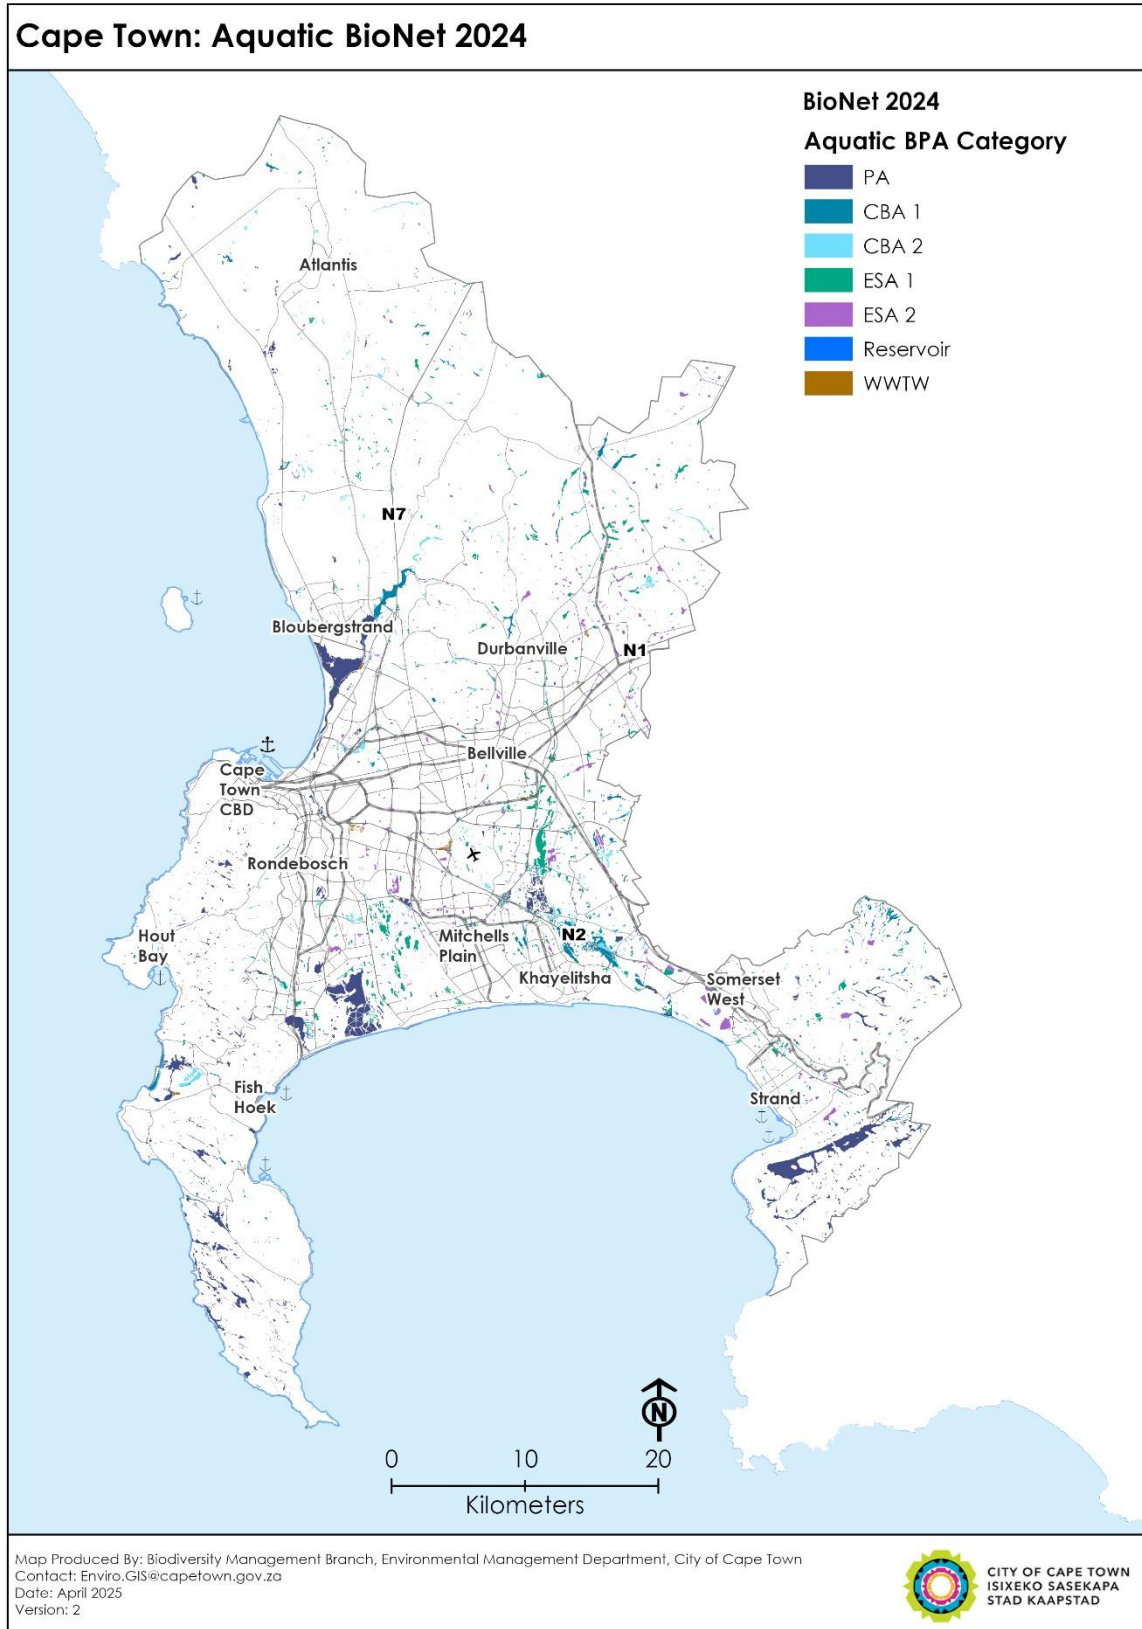 Cape Town: Aquatic BioNet 2024
BioNet 2024
Aquatic BPA Category
PA
CBA 1
CBA 2
ESA 1
ESA 2
Reservoir
WWTW
Atlantis
N7
Bloubergstrand
Durbanville
N1
Bellville
Cape
Town
CBD
Rondebosch
Hout
Bay
Mitchells
Plain
N2
Khayelitsha
Somerset
West
Fish
Hoek
Strand
N
0 10 20
Kilometers
Map Produced By: Biodiversity Management Branch, Environmental Management Department, City of Cape Town
Contact: Enviro.GIS@capetown.gov.za
Date: April 2025
Version: 2
CITY OF CAPE TOWN
ISIXEKO SASEKAPA
STAD KAAPSTAD